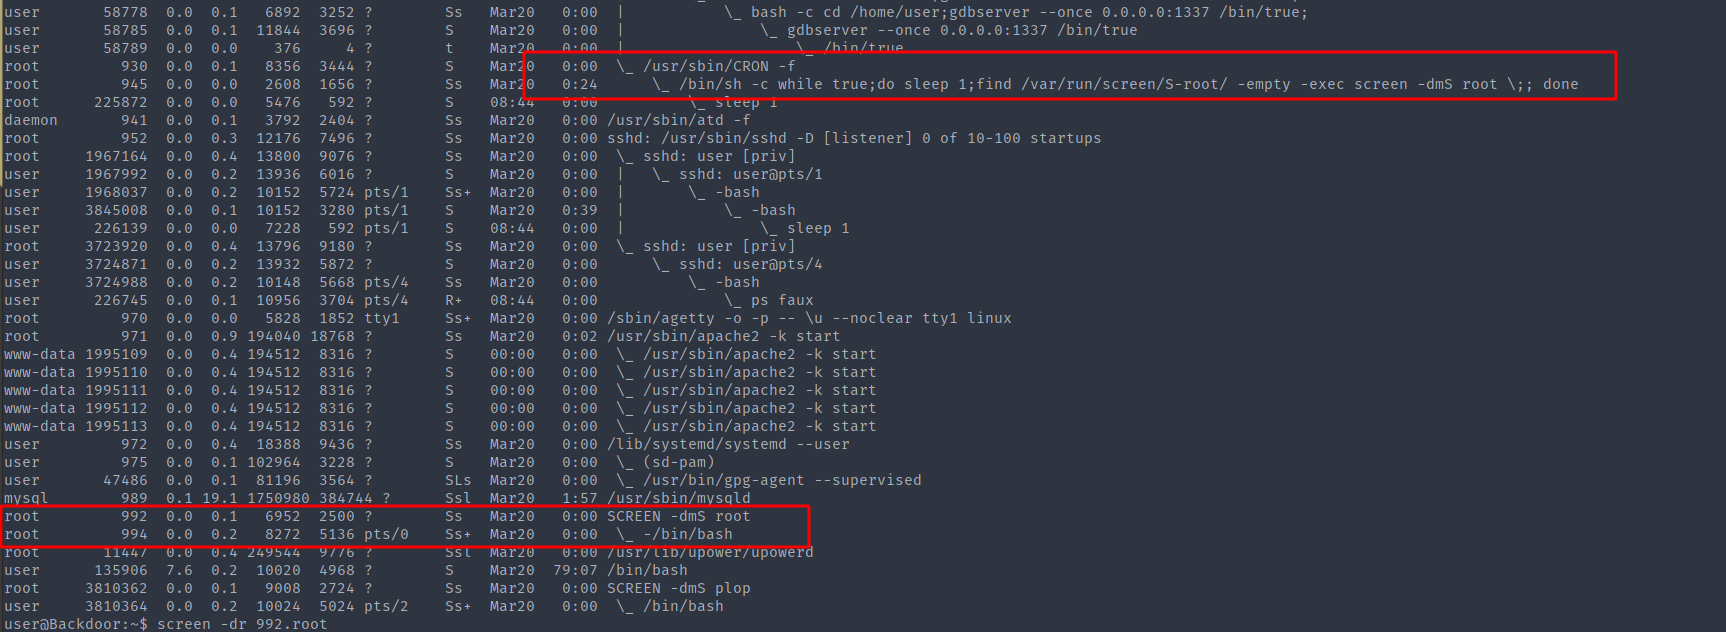 user       58778  0.0  0.1   6892  3252 ?        Ss   Mar20   0:00  |           \_ bash -c cd /home/user;gdbserver --once 0.0.0.0:1337 /bin/true;
user       58785  0.0  0.1  11844  3696 ?        S    Mar20   0:00  |               \_ gdbserver --once 0.0.0.0:1337 /bin/true
user       58789  0.0  0.0    376     4 ?        t    Mar20   0:00  |                   \_ /bin/true
root         930  0.0  0.1   8356  3444 ?        S    Mar20   0:00  \_ /usr/sbin/CRON -f
root         945  0.0  0.0   2608  1656 ?        Ss   Mar20   0:24      \_ /bin/sh -c while true;do sleep 1;find /var/run/screen/S-root/ -empty -exec screen -dmS root \;; done
root      225872  0.0  0.0   5476   592 ?        S    08:44   0:00          \_ sleep 1
daemon       941  0.0  0.1   3792  2404 ?        Ss   Mar20   0:00 /usr/sbin/atd -f
root         952  0.0  0.3  12176  7496 ?        Ss   Mar20   0:00 sshd: /usr/sbin/sshd -D [listener] 0 of 10-100 startups
root     1967164  0.0  0.4  13800  9076 ?        Ss   Mar20   0:00  \_ sshd: user [priv]
user     1967992  0.0  0.2  13936  6016 ?        S    Mar20   0:00  |   \_ sshd: user@pts/1
user     1968037  0.0  0.2  10152  5724 pts/1    Ss+  Mar20   0:00  |       \_ -bash
user     3845008  0.0  0.1  10152  3280 pts/1    S    Mar20   0:39  |           \_ -bash
user      226139  0.0  0.0   7228   592 pts/1    S    08:44   0:00  |               \_ sleep 1
root     3723920  0.0  0.4  13796  9180 ?        Ss   Mar20   0:00  \_ sshd: user [priv]
user     3724871  0.0  0.2  13932  5872 ?        S    Mar20   0:00      \_ sshd: user@pts/4
user     3724988  0.0  0.2  10148  5668 pts/4    Ss   Mar20   0:00          \_ -bash
user      226745  0.0  0.1  10956  3704 pts/4    R+   08:44   0:00              \_ ps faux
root         970  0.0  0.0   5828  1852 tty1     Ss+  Mar20   0:00 /sbin/agetty -o -p -- \u --noclear tty1 linux
root         971  0.0  0.9 194040 18768 ?        Ss   Mar20   0:02 /usr/sbin/apache2 -k start
www-data 1995109  0.0  0.4 194512  8316 ?        S    00:00   0:00  \_ /usr/sbin/apache2 -k start
www-data 1995110  0.0  0.4 194512  8316 ?        S    00:00   0:00  \_ /usr/sbin/apache2 -k start
www-data 1995111  0.0  0.4 194512  8316 ?        S    00:00   0:00  \_ /usr/sbin/apache2 -k start
www-data 1995112  0.0  0.4 194512  8316 ?        S    00:00   0:00  \_ /usr/sbin/apache2 -k start
www-data 1995113  0.0  0.4 194512  8316 ?        S    00:00   0:00  \_ /usr/sbin/apache2 -k start
user         972  0.0  0.4  18388  9436 ?        Ss   Mar20   0:00 /lib/systemd/systemd --user
user         975  0.0  0.1 102964  3228 ?        S    Mar20   0:00  \_ (sd-pam)
user       47486  0.0  0.1  81196  3564 ?        SLs  Mar20   0:00  \_ /usr/bin/gpg-agent --supervised
mysql        989  0.1 19.1 1750980 384744 ?      Ssl  Mar20   1:57 /usr/sbin/mysqld
root         992  0.0  0.1   6952  2500 ?        Ss   Mar20   0:00 SCREEN -dmS root
root         994  0.0  0.2   8272  5136 pts/0    Ss+  Mar20   0:00  \_ -/bin/bash
root       11447  0.0  0.4 249544  9776 ?        Ssl  Mar20   0:00 /usr/lib/upower/upowerd
user      135906  7.6  0.2  10020  4968 ?        S    Mar20  79:07 /bin/bash
root     3810362  0.0  0.1   9008  2724 ?        Ss   Mar20   0:00 SCREEN -dmS plop
user     3810364  0.0  0.2  10024  5024 pts/2    Ss+  Mar20   0:00  \_ /bin/bash
user@Backdoor:~$ screen -dr 992.root